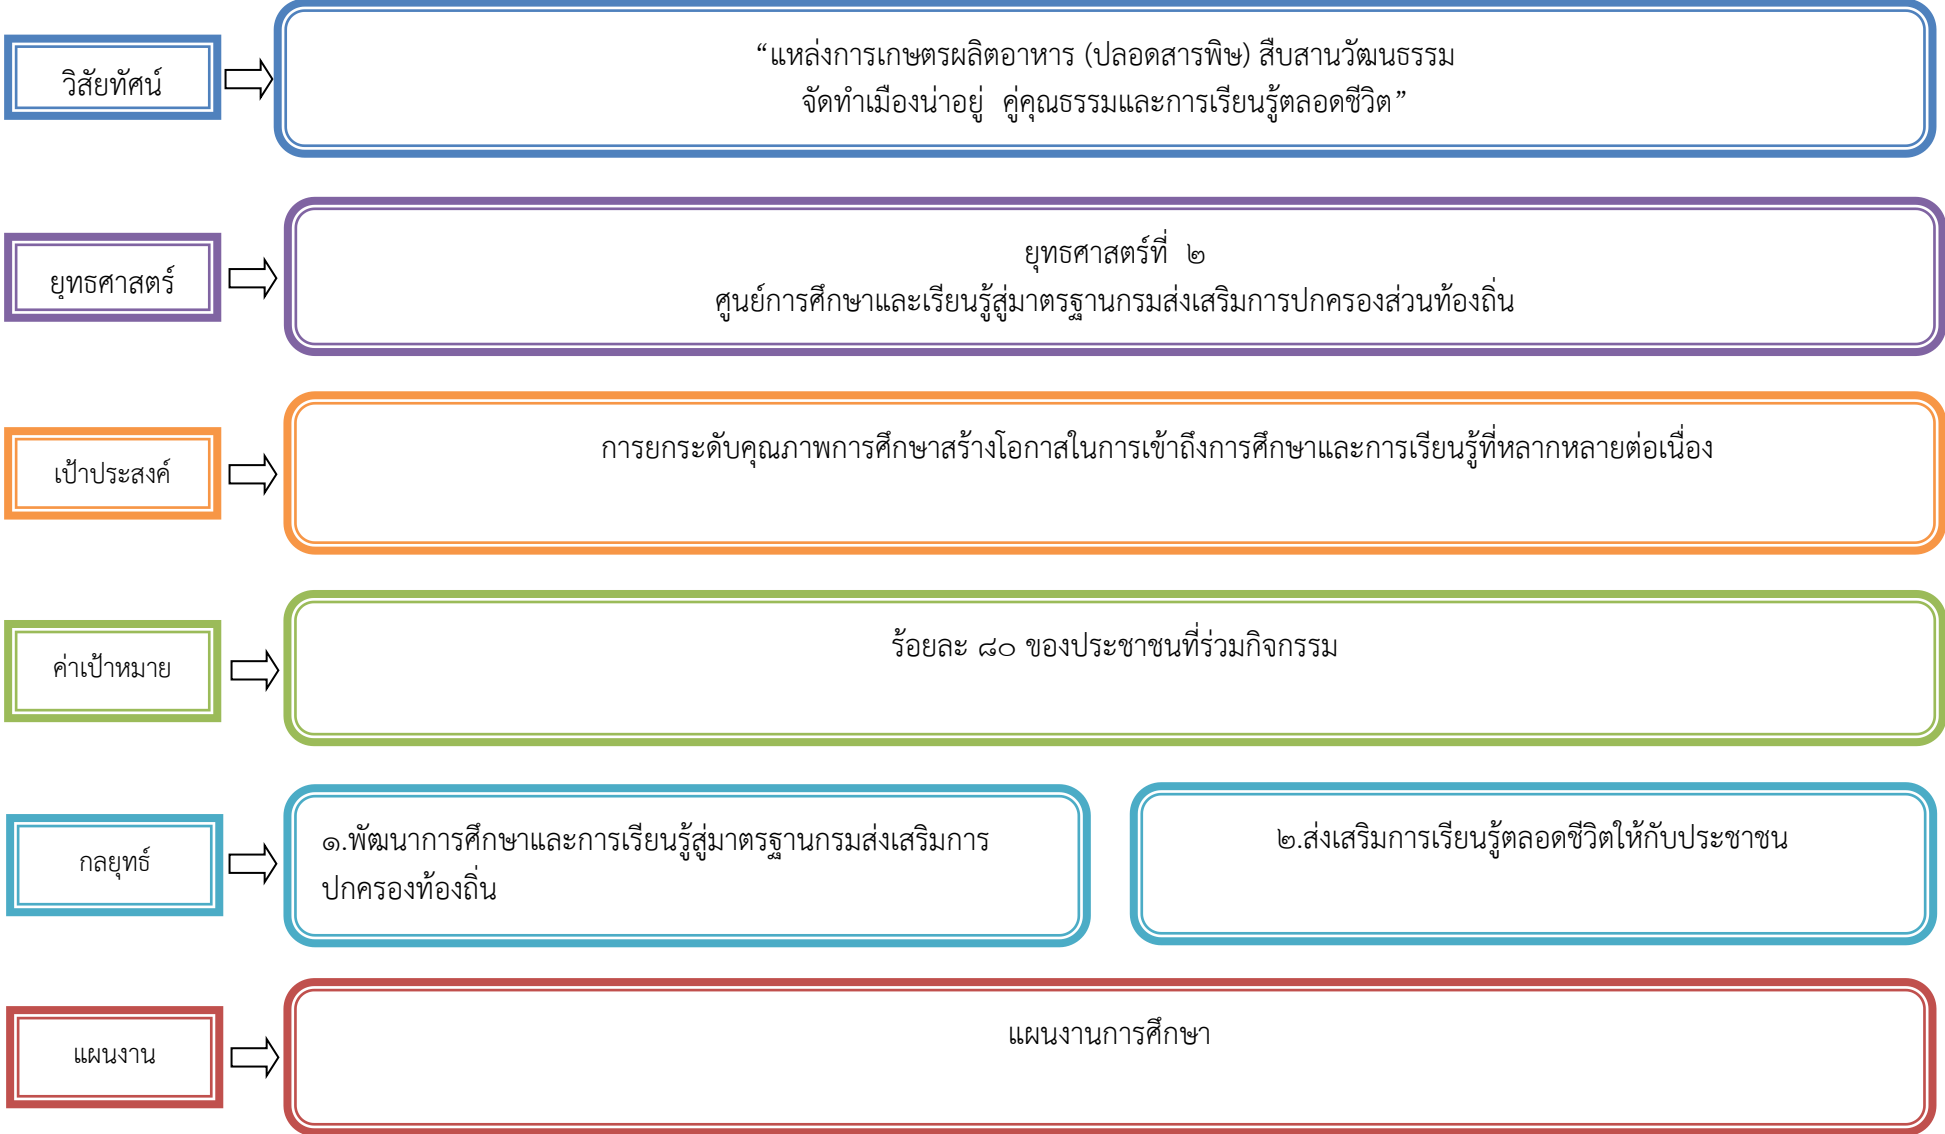 วิสัยทัศน์
“แหล่งการเกษตรผลิตอาหาร (ปลอดสารพิษ) สืบสานวัฒนธรรม
จัดทำเมืองน่าอยู่ คู่คุณธรรมและการเรียนรู้ตลอดชีวิต”
ยุทธศาสตร์
ยุทธศาสตร์ที่ ๒
ศูนย์การศึกษาและเรียนรู้สู่มาตรฐานกรมส่งเสริมการปกครองส่วนท้องถิ่น
เป้าประสงค์
การยกระดับคุณภาพการศึกษาสร้างโอกาสในการเข้าถึงการศึกษาและการเรียนรู้ที่หลากหลายต่อเนื่อง
ค่าเป้าหมาย
ร้อยละ ๘๐ ของประชาชนที่ร่วมกิจกรรม
กลยุทธ์
๑.พัฒนาการศึกษาและการเรียนรู้สู่มาตรฐานกรมส่งเสริมการ
ปกครองท้องถิ่น
๒.ส่งเสริมการเรียนรู้ตลอดชีวิตให้กับประชาชน
แผนงาน
แผนงานการศึกษา